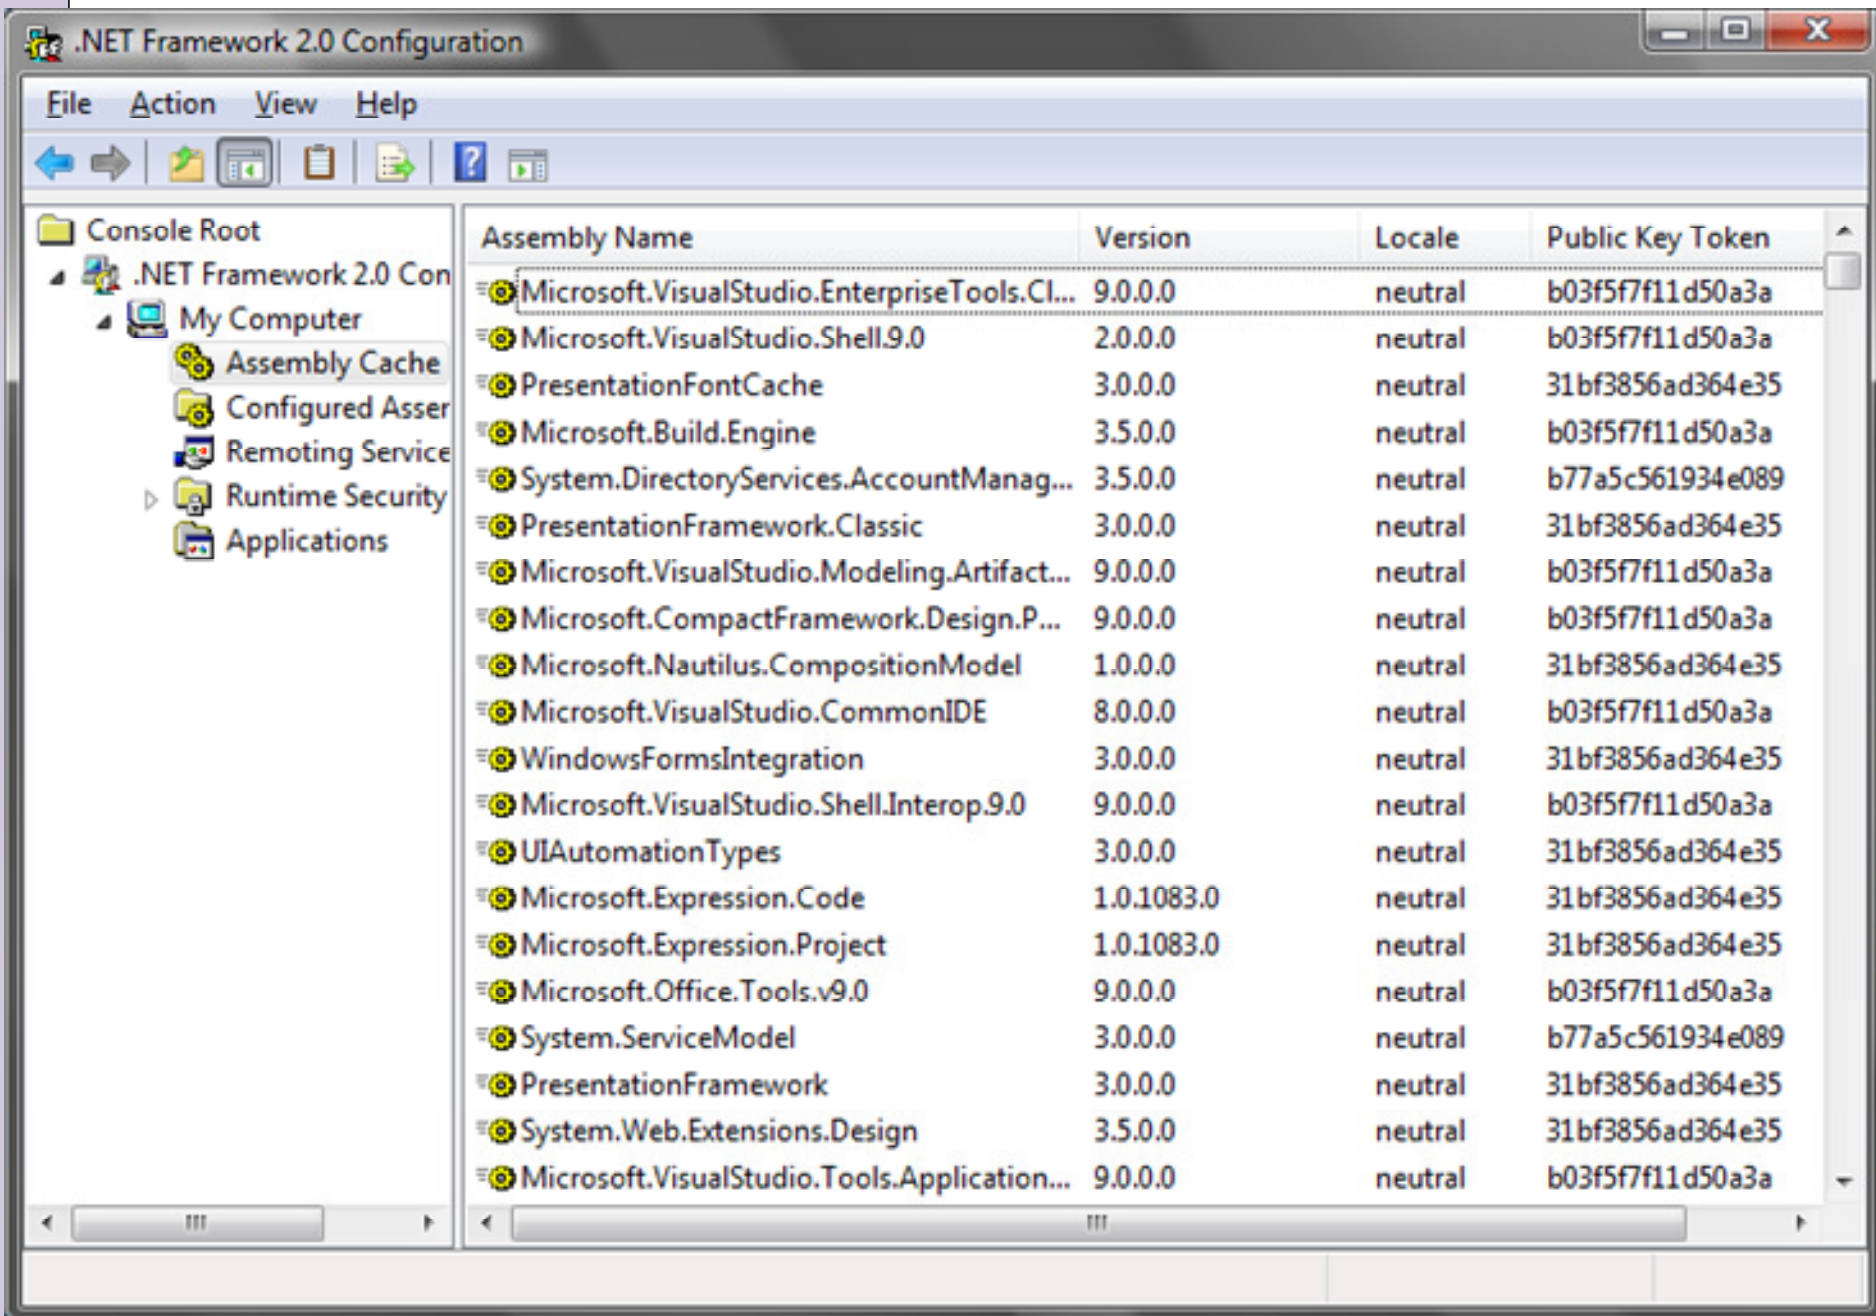 .NET Framework 2.0 Configuration
File Action View Help
Console Root
.NET Framework 2.0 Con
My Computer
Assembly Cache
Configured Asser
Remoting Service
Runtime Security
Applications
Assembly Name Version Locale Public Key Token
Microsoft.VisualStudio.EnterpriseTools.Cl... 9.0.0.0 neutral b03f5f7f11d50a3a
Microsoft.VisualStudio.Shell.9.0 2.0.0.0 neutral b03f5f7f11d50a3a
PresentationFontCache 3.0.0.0 neutral 31bf3856ad364e35
Microsoft.Build.Engine 3.5.0.0 neutral b03f5f7f11d50a3a
System.DirectoryServices.AccountManag... 3.5.0.0 neutral b77a5c561934e089
PresentationFramework.Classic 3.0.0.0 neutral 31bf3856ad364e35
Microsoft.VisualStudio.Modeling.Artifact... 9.0.0.0 neutral b03f5f7f11d50a3a
Microsoft.CompactFramework.Design.P... 9.0.0.0 neutral b03f5f7f11d50a3a
Microsoft.Nautilus.CompositionModel 1.0.0.0 neutral 31bf3856ad364e35
Microsoft.VisualStudio.CommonIDE 8.0.0.0 neutral b03f5f7f11d50a3a
WindowsFormsIntegration 3.0.0.0 neutral 31bf3856ad364e35
Microsoft.VisualStudio.Shell.Interop.9.0 9.0.0.0 neutral b03f5f7f11d50a3a
UIAutomationTypes 3.0.0.0 neutral 31bf3856ad364e35
Microsoft.Expression.Code 1.0.1083.0 neutral 31bf3856ad364e35
Microsoft.Expression.Project 1.0.1083.0 neutral 31bf3856ad364e35
Microsoft.Office.Tools.v9.0 9.0.0.0 neutral b03f5f7f11d50a3a
System.ServiceModel 3.0.0.0 neutral b77a5c561934e089
PresentationFramework 3.0.0.0 neutral 31bf3856ad364e35
System.Web.Extensions.Design 3.5.0.0 neutral 31bf3856ad364e35
Microsoft.VisualStudio.Tools.Application... 9.0.0.0 neutral b03f5f7f11d50a3a